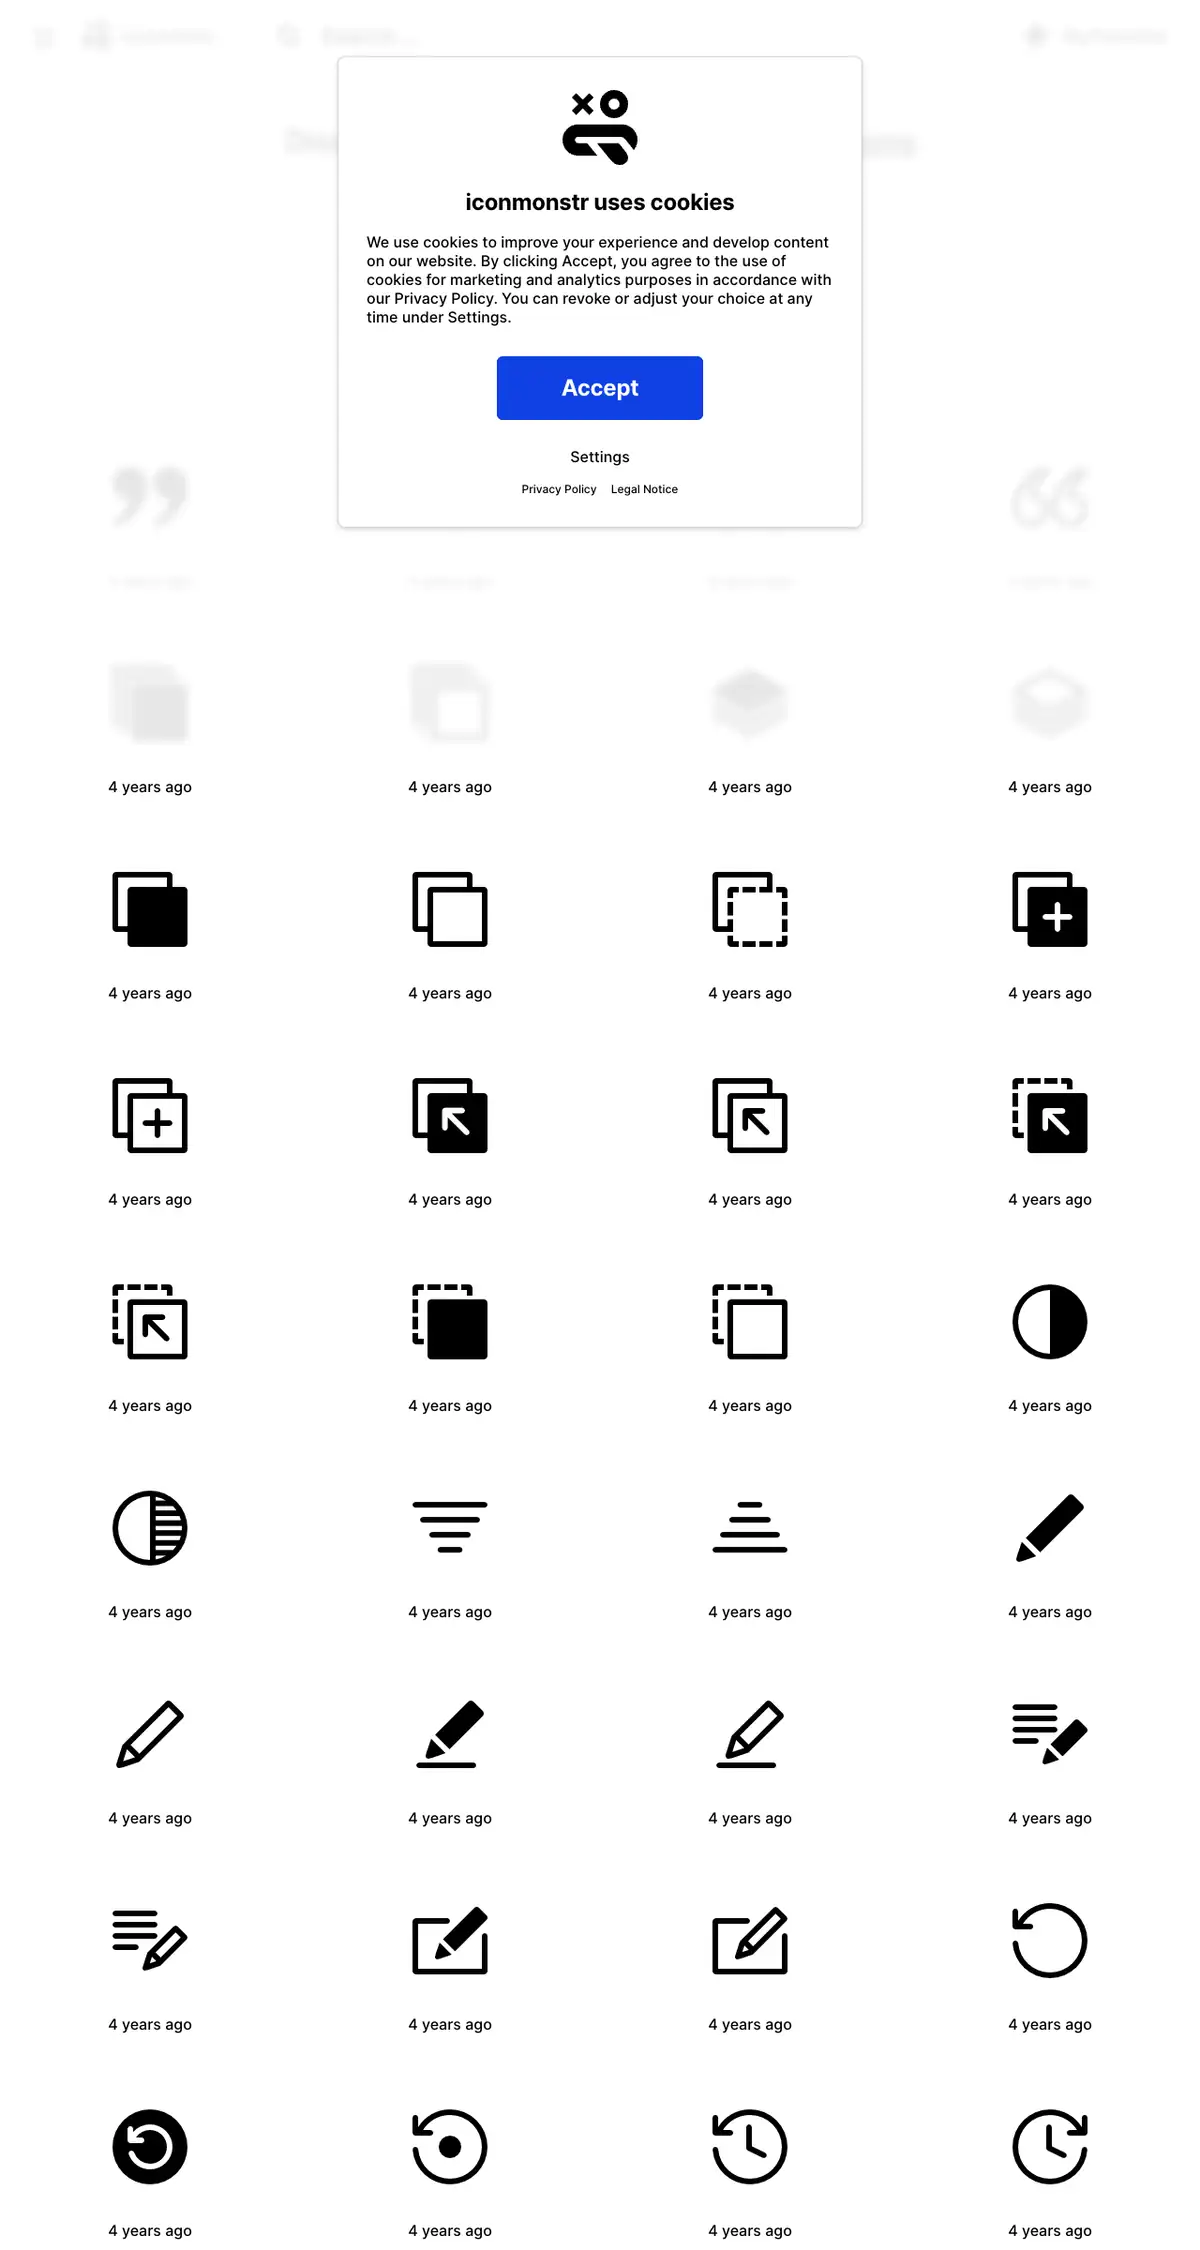 iconmonstr uses cookies
We use cookies to improve your experience and develop content
on our website. By clicking Accept, you agree to the use of
cookies for marketing and analytics purposes in accordance with
our Privacy Policy. You can revoke or adjust your choice at any
time under Settings.
Accept
Settings
Privacy Policy Legal Notice
4 years ago 4 years ago 4 years ago 4 years ago
4 years ago 4 years ago 4 years ago 4 years ago
4 years ago 4 years ago 4 years ago 4 years ago
4 years ago 4 years ago 4 years ago 4 years ago
4 years ago 4 years ago 4 years ago 4 years ago
4 years ago 4 years ago 4 years ago 4 years ago
4 years ago 4 years ago 4 years ago 4 years ago
4 years ago 4 years ago 4 years ago 4 years ago